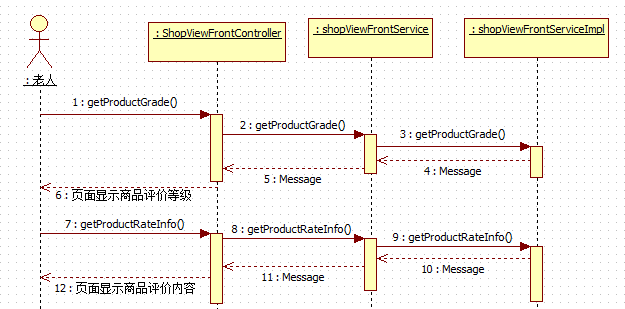 : 老人
: ShopViewFrontController
: shopViewFrontService
: shopViewFrontServiceImpl
1 : getProductGrade()
2 : getProductGrade()
3 : getProductGrade()
4 : Message
5 : Message
6 : 页面显示商品评价等级
7 : getProductRateInfo()
8 : getProductRateInfo()
9 : getProductRateInfo()
10 : Message
11 : Message
12 : 页面显示商品评价内容